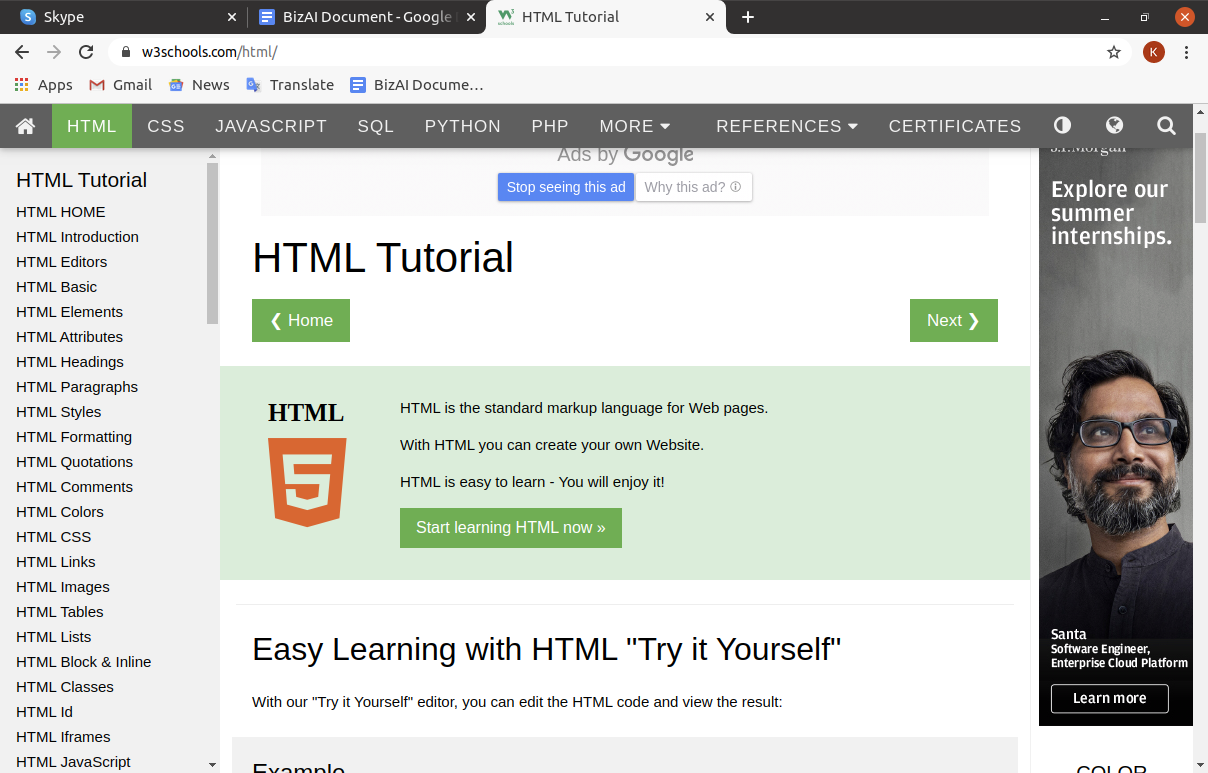 Skype
BizAI Document - Google
HTML Tutorial
w3schools.com/html/
K
Apps
Gmail
News
Translate
BizAI Docume…
HTML
CSS
JAVASCRIPT
SQL
PYTHON
PHP
MORE
REFERENCES
CERTIFICATES
HTML Tutorial
HTML HOME
HTML Introduction
HTML Editors
HTML Basic
HTML Elements
HTML Attributes
HTML Headings
HTML Paragraphs
HTML Styles
HTML Formatting
HTML Quotations
HTML Comments
HTML Colors
HTML CSS
HTML Links
HTML Images
HTML Tables
HTML Lists
HTML Block & Inline
HTML Classes
HTML Id
HTML Iframes
HTML JavaScript
Ads by Google
Stop seeing this ad
Why this ad?
HTML Tutorial
❮ Home
Next ❯
HTML
5
HTML is the standard markup language for Web pages.
With HTML you can create your own Website.
HTML is easy to learn - You will enjoy it!
Start learning HTML now »
Easy Learning with HTML "Try it Yourself"
With our "Try it Yourself" editor, you can edit the HTML code and view the result:
Example
J.P.Morgan
Explore our
summer
internships.
Santa
Software Engineer,
Enterprise Cloud Platform
Learn more
COLOR